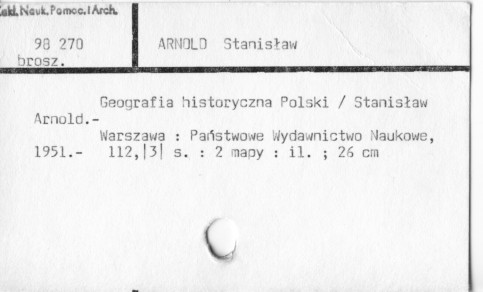 Zakł. Nauk. Pomoc. i Arch.
98 270
brosz.
ARNOLD Stanisław
Geografia historyczna Polski / Stanisław
Arnold.-
Warszawa : Państwowe Wydawnictwo Naukowe,
1951.- 112,|3| s. : 2 mapy : il. ; 26 cm